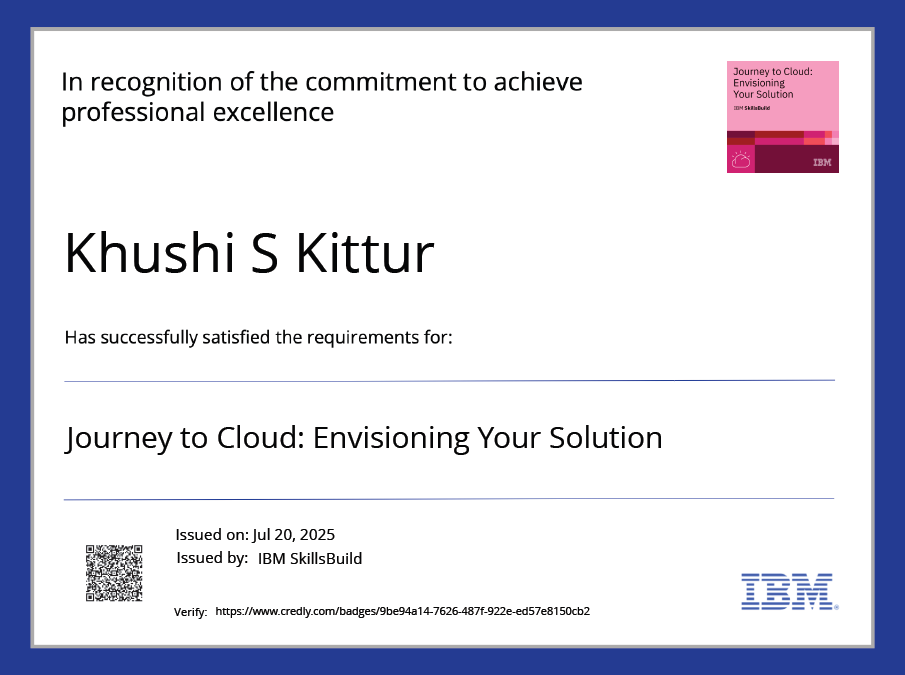 In recognition of the commitment to achieve
professional excellence
Journey to Cloud:
Envisioning
Your Solution
IBM SkillsBuild
IBM
Khushi S Kittur
Has successfully satisfied the requirements for:
Journey to Cloud: Envisioning Your Solution
Issued on: Jul 20, 2025
Issued by: IBM SkillsBuild
Verify: https://www.credly.com/badges/9be94a14-7626-487f-922e-ed57e8150cb2
IBM®